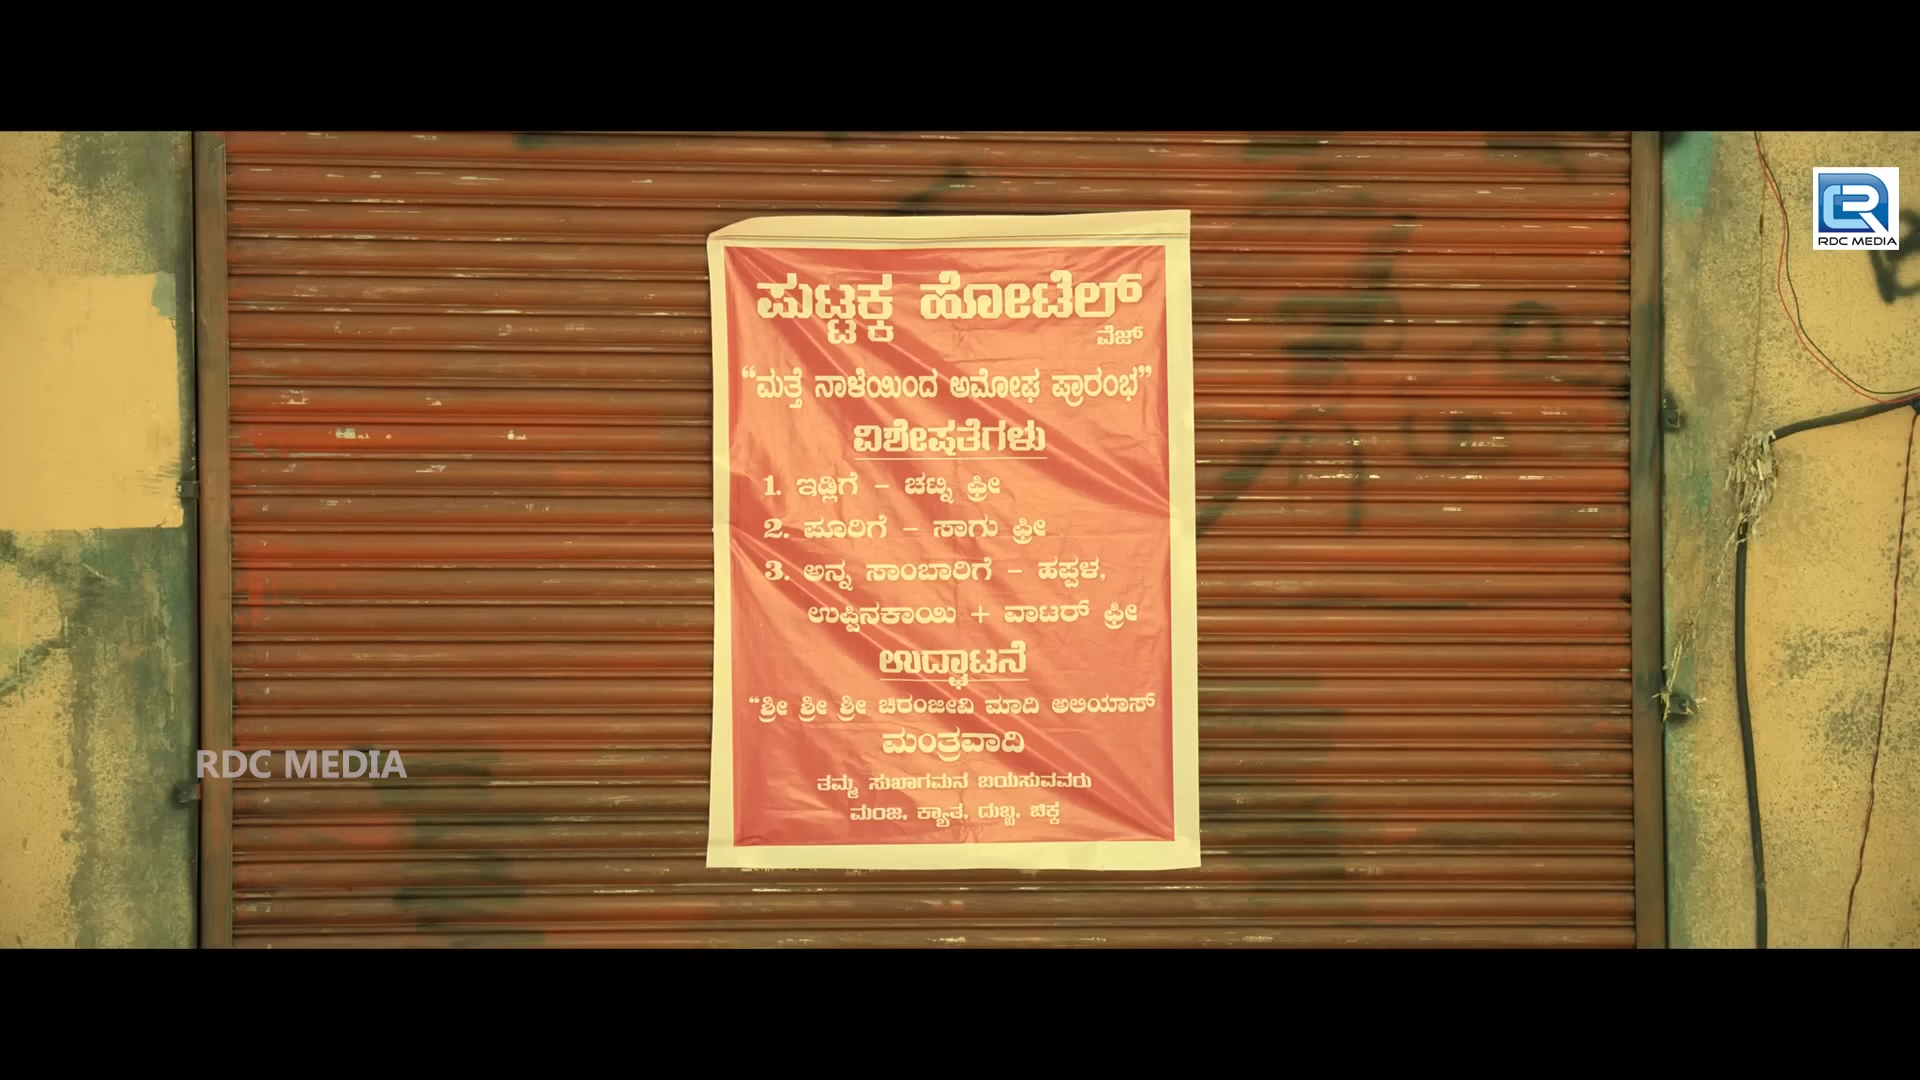 ಪುಟ್ಟಕ್ಕ ಹೋಟೆಲ್
ವೆಜ್
"ಮತ್ತೆ ನಾಳೆಯಿಂದ ಅಮೋಘ ಪ್ರಾರಂಭ"
ವಿಶೇಷತೆಗಳು
1. ಇಡ್ಲಿಗೆ - ಚಟ್ನಿ ಫ್ರೀ
2. ಪೂರಿಗೆ - ಸಾಗು ಫ್ರೀ
3. ಅನ್ನ ಸಾಂಬಾರಿಗೆ - ಹಪ್ಪಳ,
ಉಪ್ಪಿನಕಾಯಿ + ವಾಟರ್ ಫ್ರೀ
ಉದ್ಘಾಟನೆ
"ಶ್ರೀ ಶ್ರೀ ಶ್ರೀ ಚಿರಂಜೀವಿ ಮಾದಿ ಅಲಿಯಾಸ್
ಮಂತ್ರವಾದಿ
ತಮ್ಮ ಸುಖಾಗಮನ ಬಯಸುವವರು
ಮಂಜ, ಕ್ಯಾತ, ದುಬ್ಬ, ಚಿಕ್ಕ
RDC MEDIA
RDC MEDIA